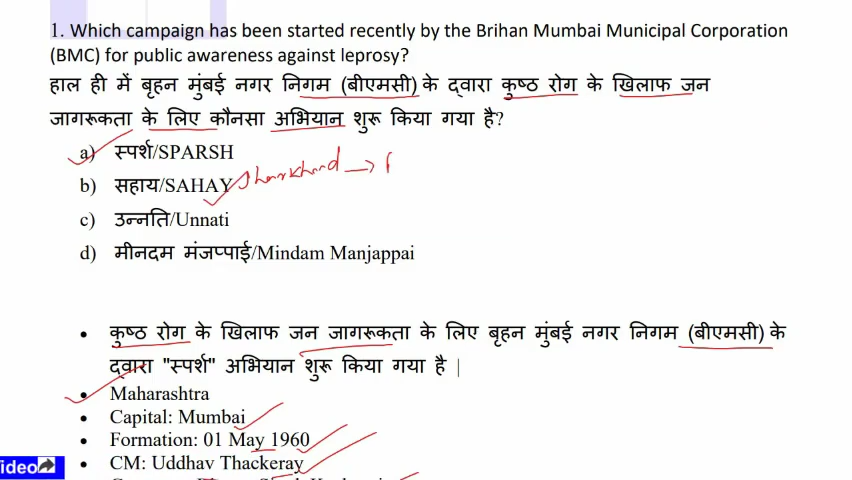 1. Which campaign has been started recently by the Brihan Mumbai Municipal Corporation
(BMC) for public awareness against leprosy?
हाल ही में बृहन मुंबई नगर निगम (बीएमसी) के द्वारा कुष्ठ रोग के खिलाफ जन
जागरूकता के लिए कौनसा अभियान शुरू किया गया है?
a) स्पर्श/SPARSH
b) सहाय/SAHAY Jharkhand →
c) उन्नति/Unnati
d) मीनदम मंजप्पाई/Mindam Manjappai
• कुष्ठ रोग के खिलाफ जन जागरूकता के लिए बृहन मुंबई नगर निगम (बीएमसी) के
द्वारा "स्पर्श" अभियान शुरू किया गया है |
• Maharashtra
• Capital: Mumbai
• Formation: 01 May 1960
• CM: Uddhav Thackeray
ideo